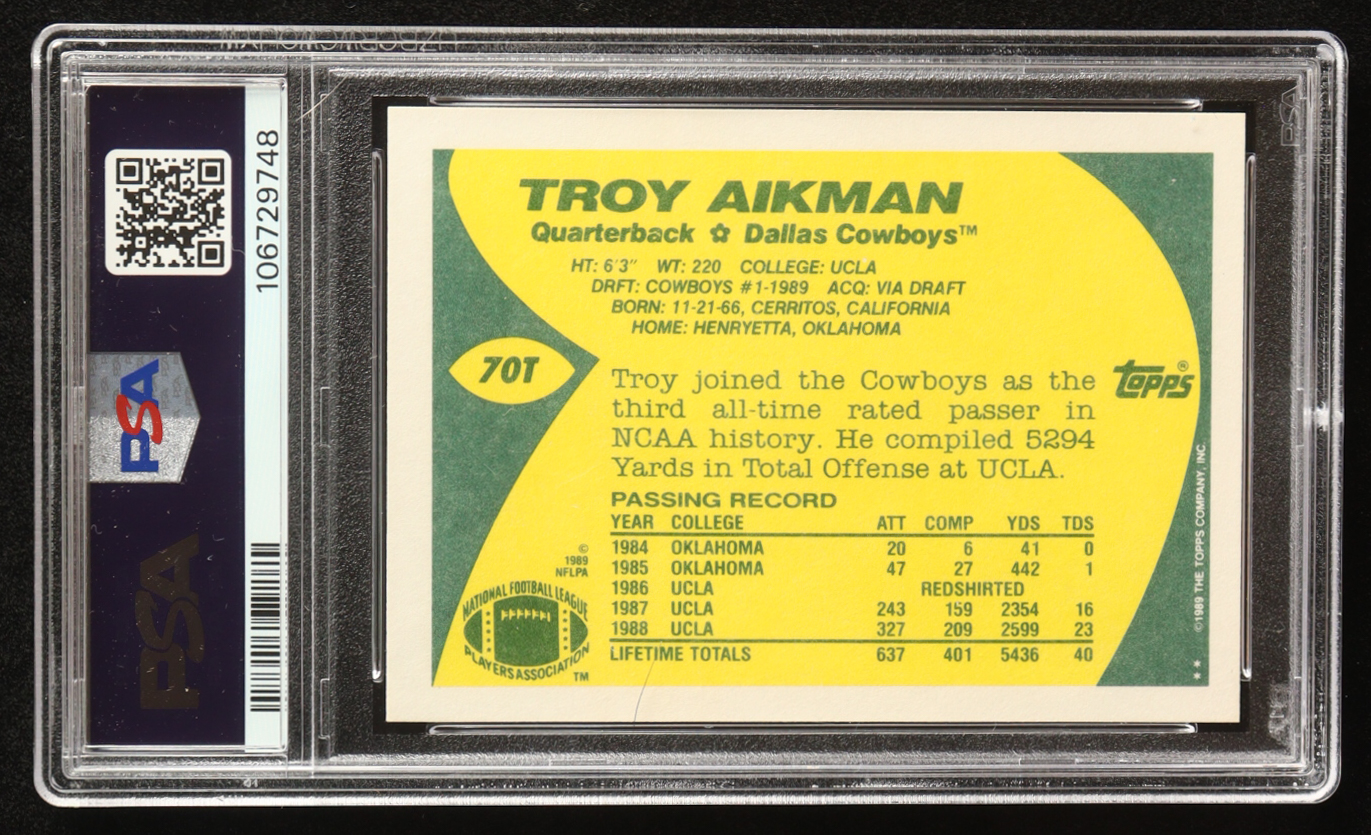 106729748
PSA
PSA
TROY AIKMAN
Quarterback ✿ Dallas Cowboys™
HT: 6'3" WT: 220 COLLEGE: UCLA
DRFT: COWBOYS #1-1989 ACQ: VIA DRAFT
BORN: 11-21-66, CERRITOS, CALIFORNIA
HOME: HENRYETTA, OKLAHOMA
70T
Troy joined the Cowboys as the
third all-time rated passer in
NCAA history. He compiled 5294
Yards in Total Offense at UCLA.
topps®
PASSING RECORD
YEAR COLLEGE ATT COMP YDS TDS
1984 OKLAHOMA 20 6 41 0
1985 OKLAHOMA 47 27 442 1
1986 UCLA REDSHIRTED
1987 UCLA 243 159 2354 16
1988 UCLA 327 209 2599 23
LIFETIME TOTALS 637 401 5436 40
©
1989
NFLPA
NATIONAL FOOTBALL LEAGUE
PLAYERS ASSOCIATION
TM
©1989 THE TOPPS COMPANY, INC.
**
PSA